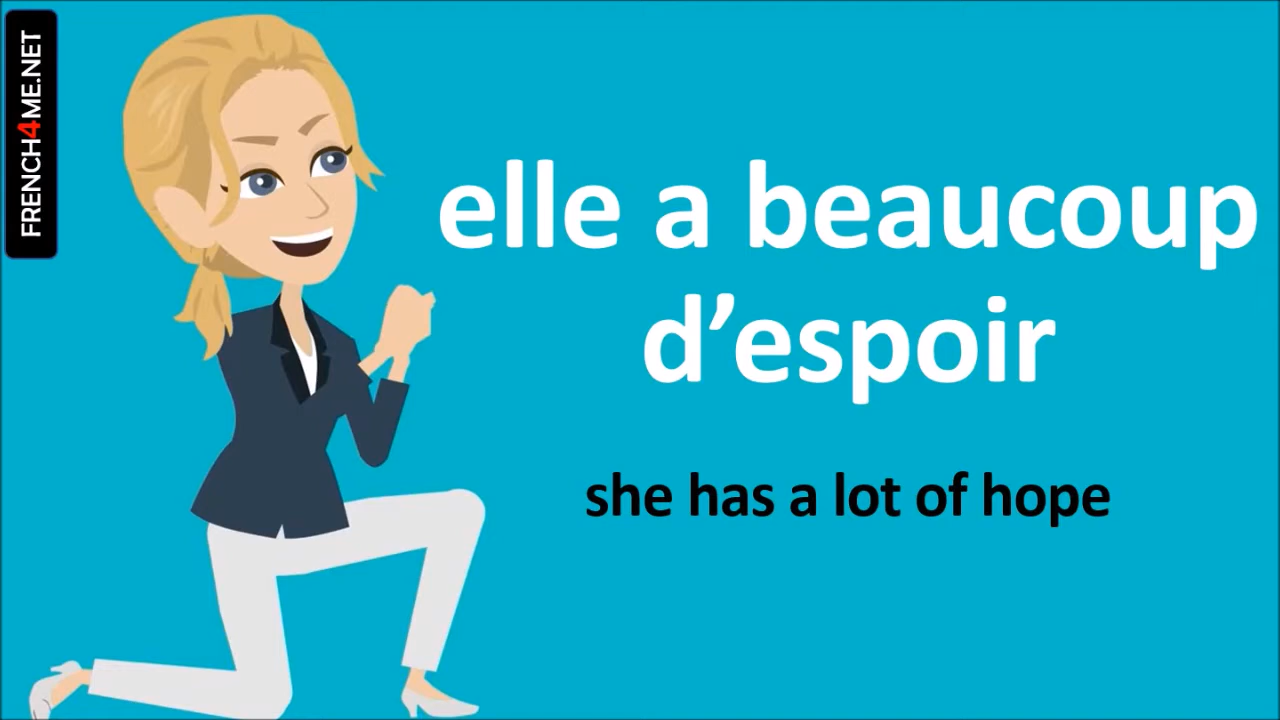 FRENCH4ME.NET
elle a beaucoup
d’espoir
she has a lot of hope